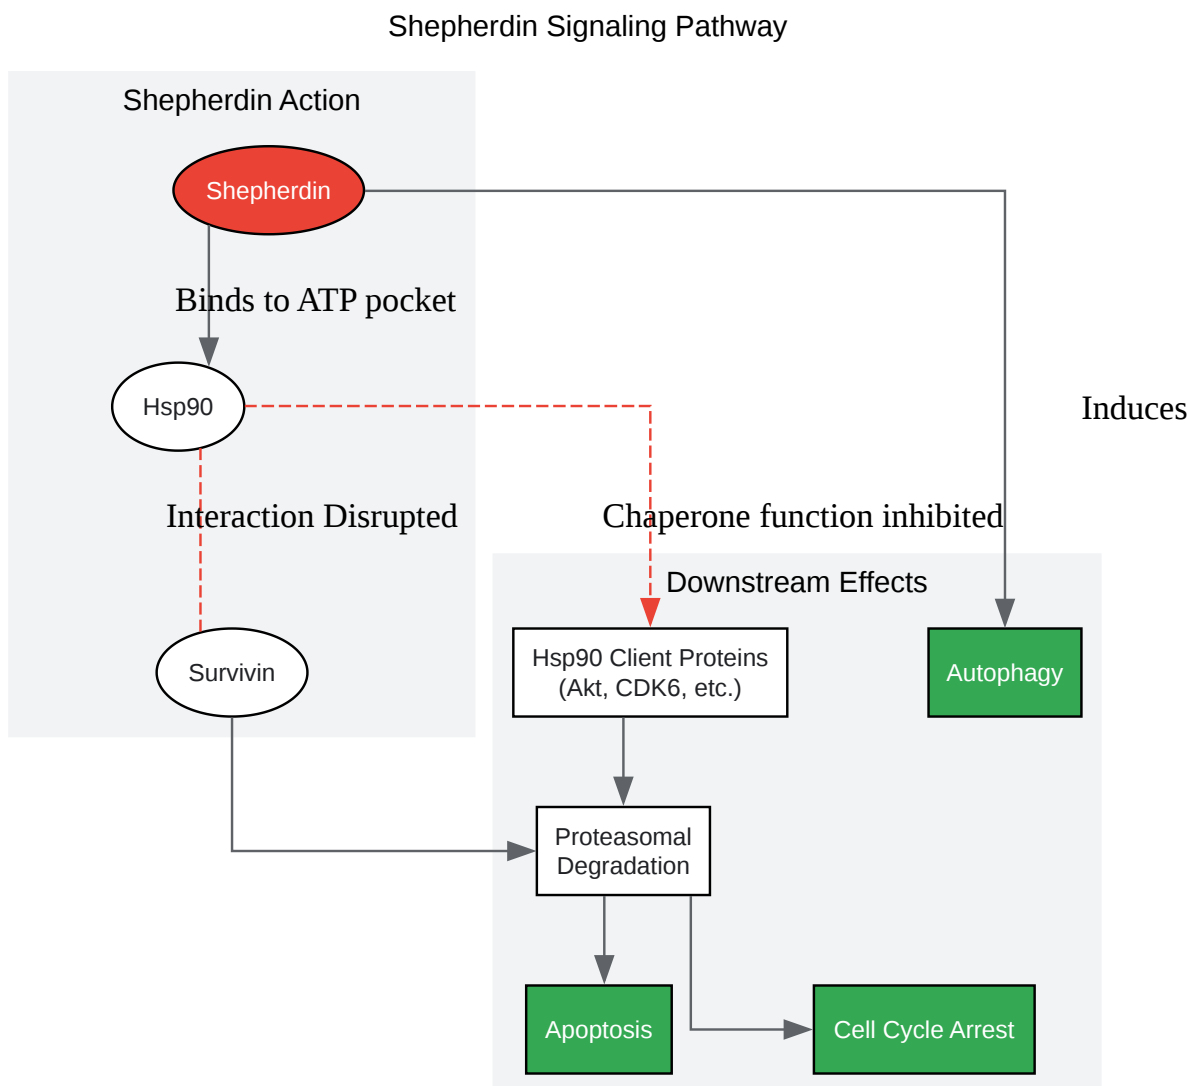 Shepherdin Signaling Pathway
Shepherdin Action
Shepherdin
Binds to ATP pocket
Hsp90
Induces
Interaction Disrupted
Chaperone function inhibited
Downstream Effects
Survivin
Hsp90 Client Proteins
(Akt, CDK6, etc.)
Autophagy
Proteasomal
Degradation
Apoptosis
Cell Cycle Arrest